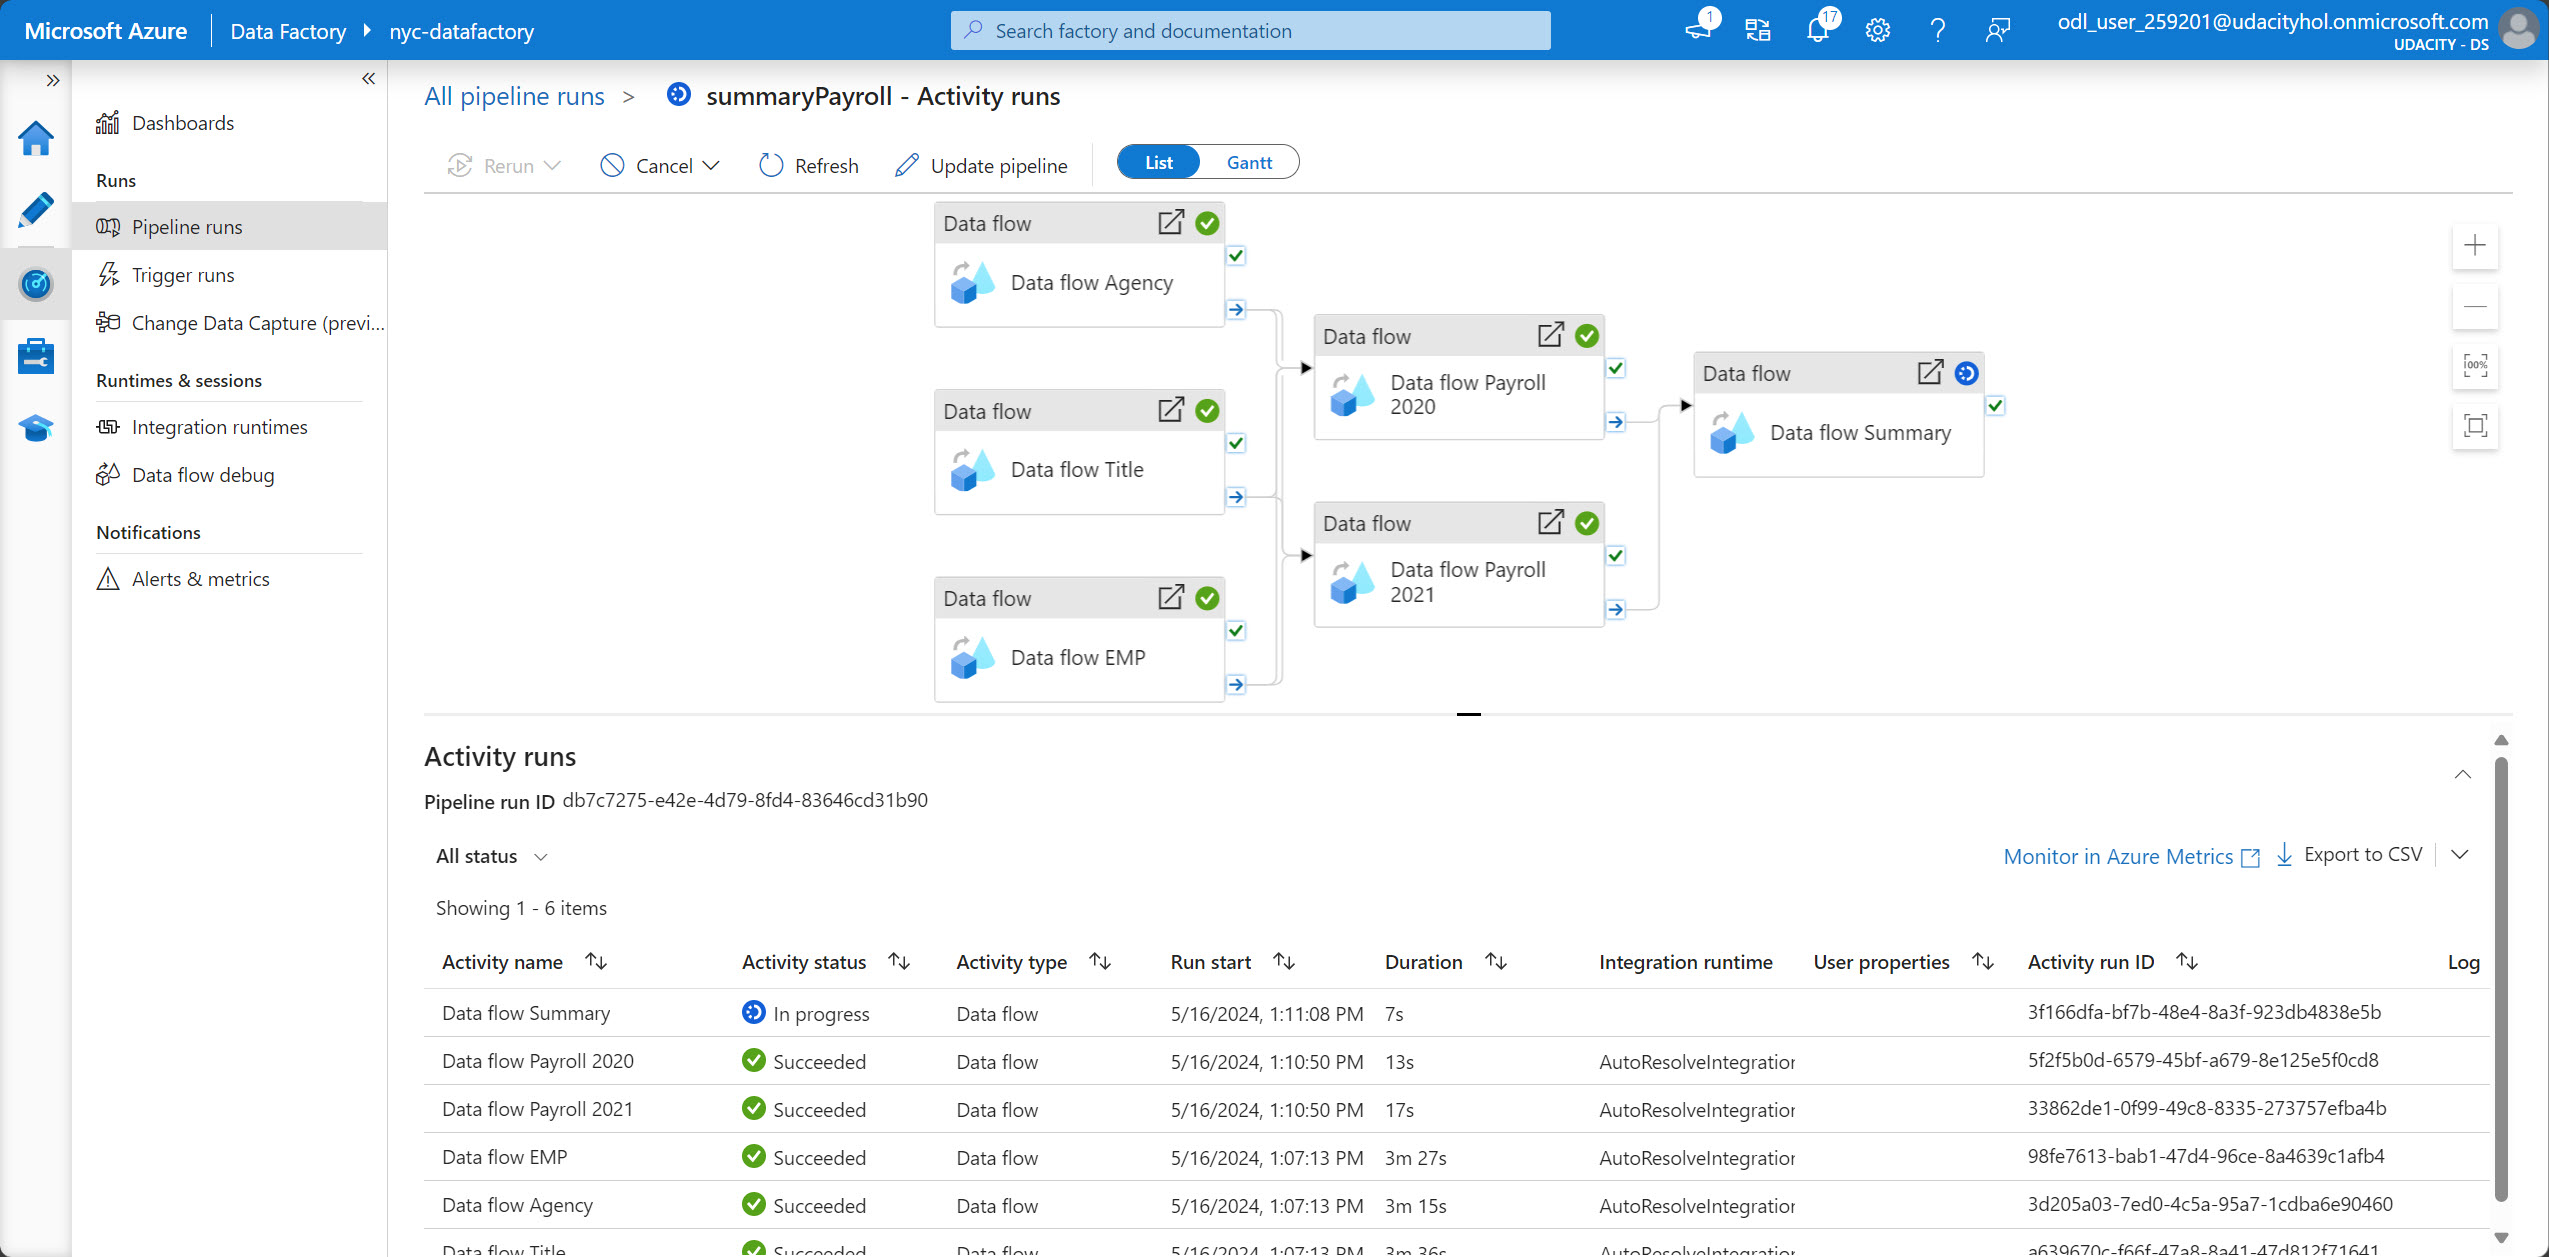 Microsoft Azure
Data Factory
nyc-datafactory
Search factory and documentation
1
17
odl_user_259201@udacityhol.onmicrosoft.com
UDACITY - DS
Dashboards
Runs
Pipeline runs
Trigger runs
Change Data Capture (previ...
Runtimes & sessions
Integration runtimes
Data flow debug
Notifications
Alerts & metrics
All pipeline runs > summaryPayroll - Activity runs
Rerun
Cancel
Refresh
Update pipeline
List
Gantt
Data flow
Data flow Agency
Data flow
Data flow Title
Data flow
Data flow EMP
Data flow
Data flow Payroll
2020
Data flow
Data flow Payroll
2021
Data flow
Data flow Summary
100%
Activity runs
Pipeline run ID db7c7275-e42e-4d79-8fd4-83646cd31b90
All status
Monitor in Azure Metrics
Export to CSV
Showing 1 - 6 items
Activity name Activity status Activity type Run start Duration Integration runtime User properties Activity run ID Log
Data flow Summary In progress Data flow 5/16/2024, 1:11:08 PM 7s 3f166dfa-bf7b-48e4-8a3f-923db4838e5b
Data flow Payroll 2020 Succeeded Data flow 5/16/2024, 1:10:50 PM 13s AutoResolveIntegration 5f2f5b0d-6579-45bf-a679-8e125e5f0cd8
Data flow Payroll 2021 Succeeded Data flow 5/16/2024, 1:10:50 PM 17s AutoResolveIntegration 33862de1-0f99-49c8-8335-273757efba4b
Data flow EMP Succeeded Data flow 5/16/2024, 1:07:13 PM 3m 27s AutoResolveIntegration 98fe7613-bab1-47d4-96ce-8a4639c1afb4
Data flow Agency Succeeded Data flow 5/16/2024, 1:07:13 PM 3m 15s AutoResolveIntegration 3d205a03-7ed0-4c5a-95a7-1cdba6e90460
Data flow Title Succeeded Data flow 5/16/2024, 1:07:13 PM 3m 36s AutoResolveIntegration a639670c-f66f-47a8-8a41-47d812f71641